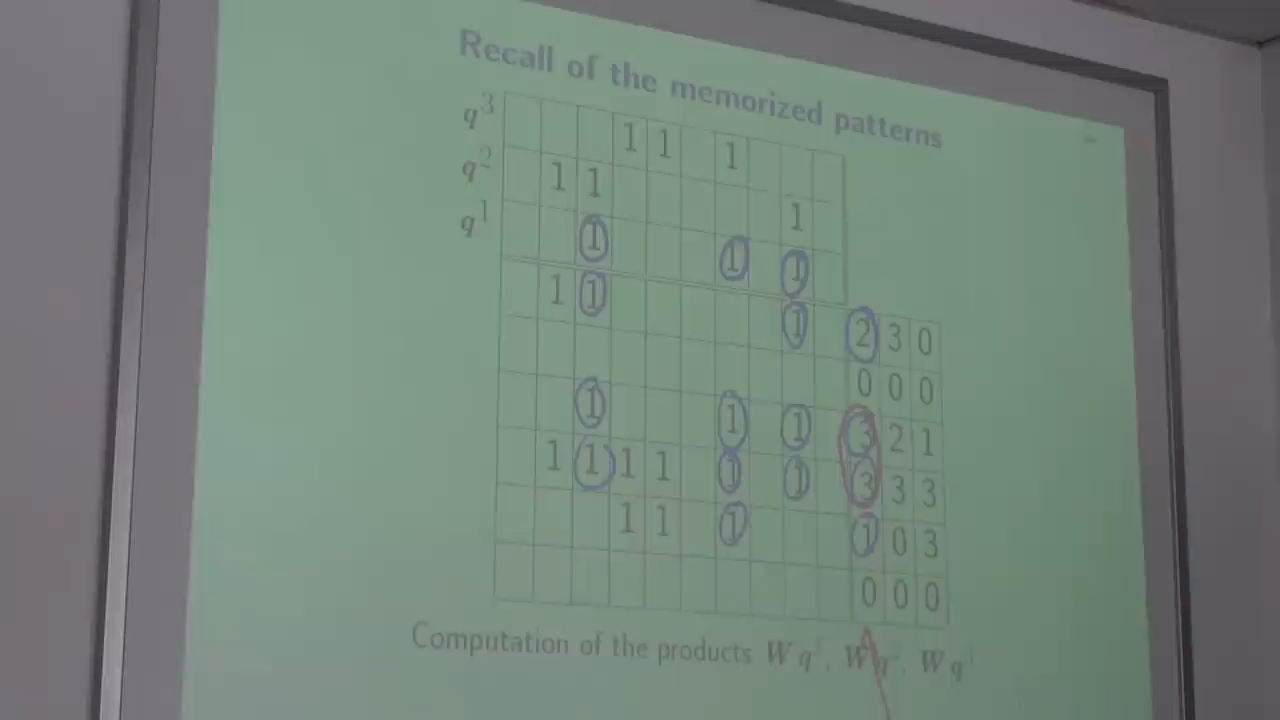 Recall of the memorized patterns
q³ 1 1 1
q² 1 1 1
q¹ 1 1 1
1 1 1 2 3 0
0 0 0
1 1 1 3 2 1
1 1 1 1 1 1 3 3 3
1 1 1 1 0 3
0 0 0
Computation of the products W q , W q , W q